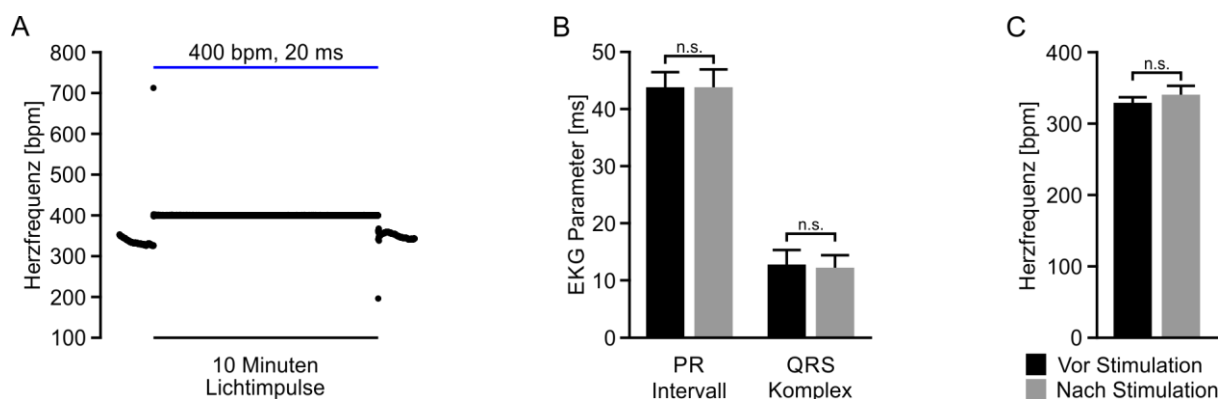 A
Herzfrequenz [bpm]
800
700
600
500
400
300
200
100
400 bpm, 20 ms
10 Minuten
Lichtimpulse
B
EKG Parameter [ms]
50
40
30
20
10
0
n.s.
n.s.
PR
Intervall
QRS
Komplex
C
Herzfrequenz [bpm]
400
300
200
100
0
n.s.
Vor Stimulation
Nach Stimulation